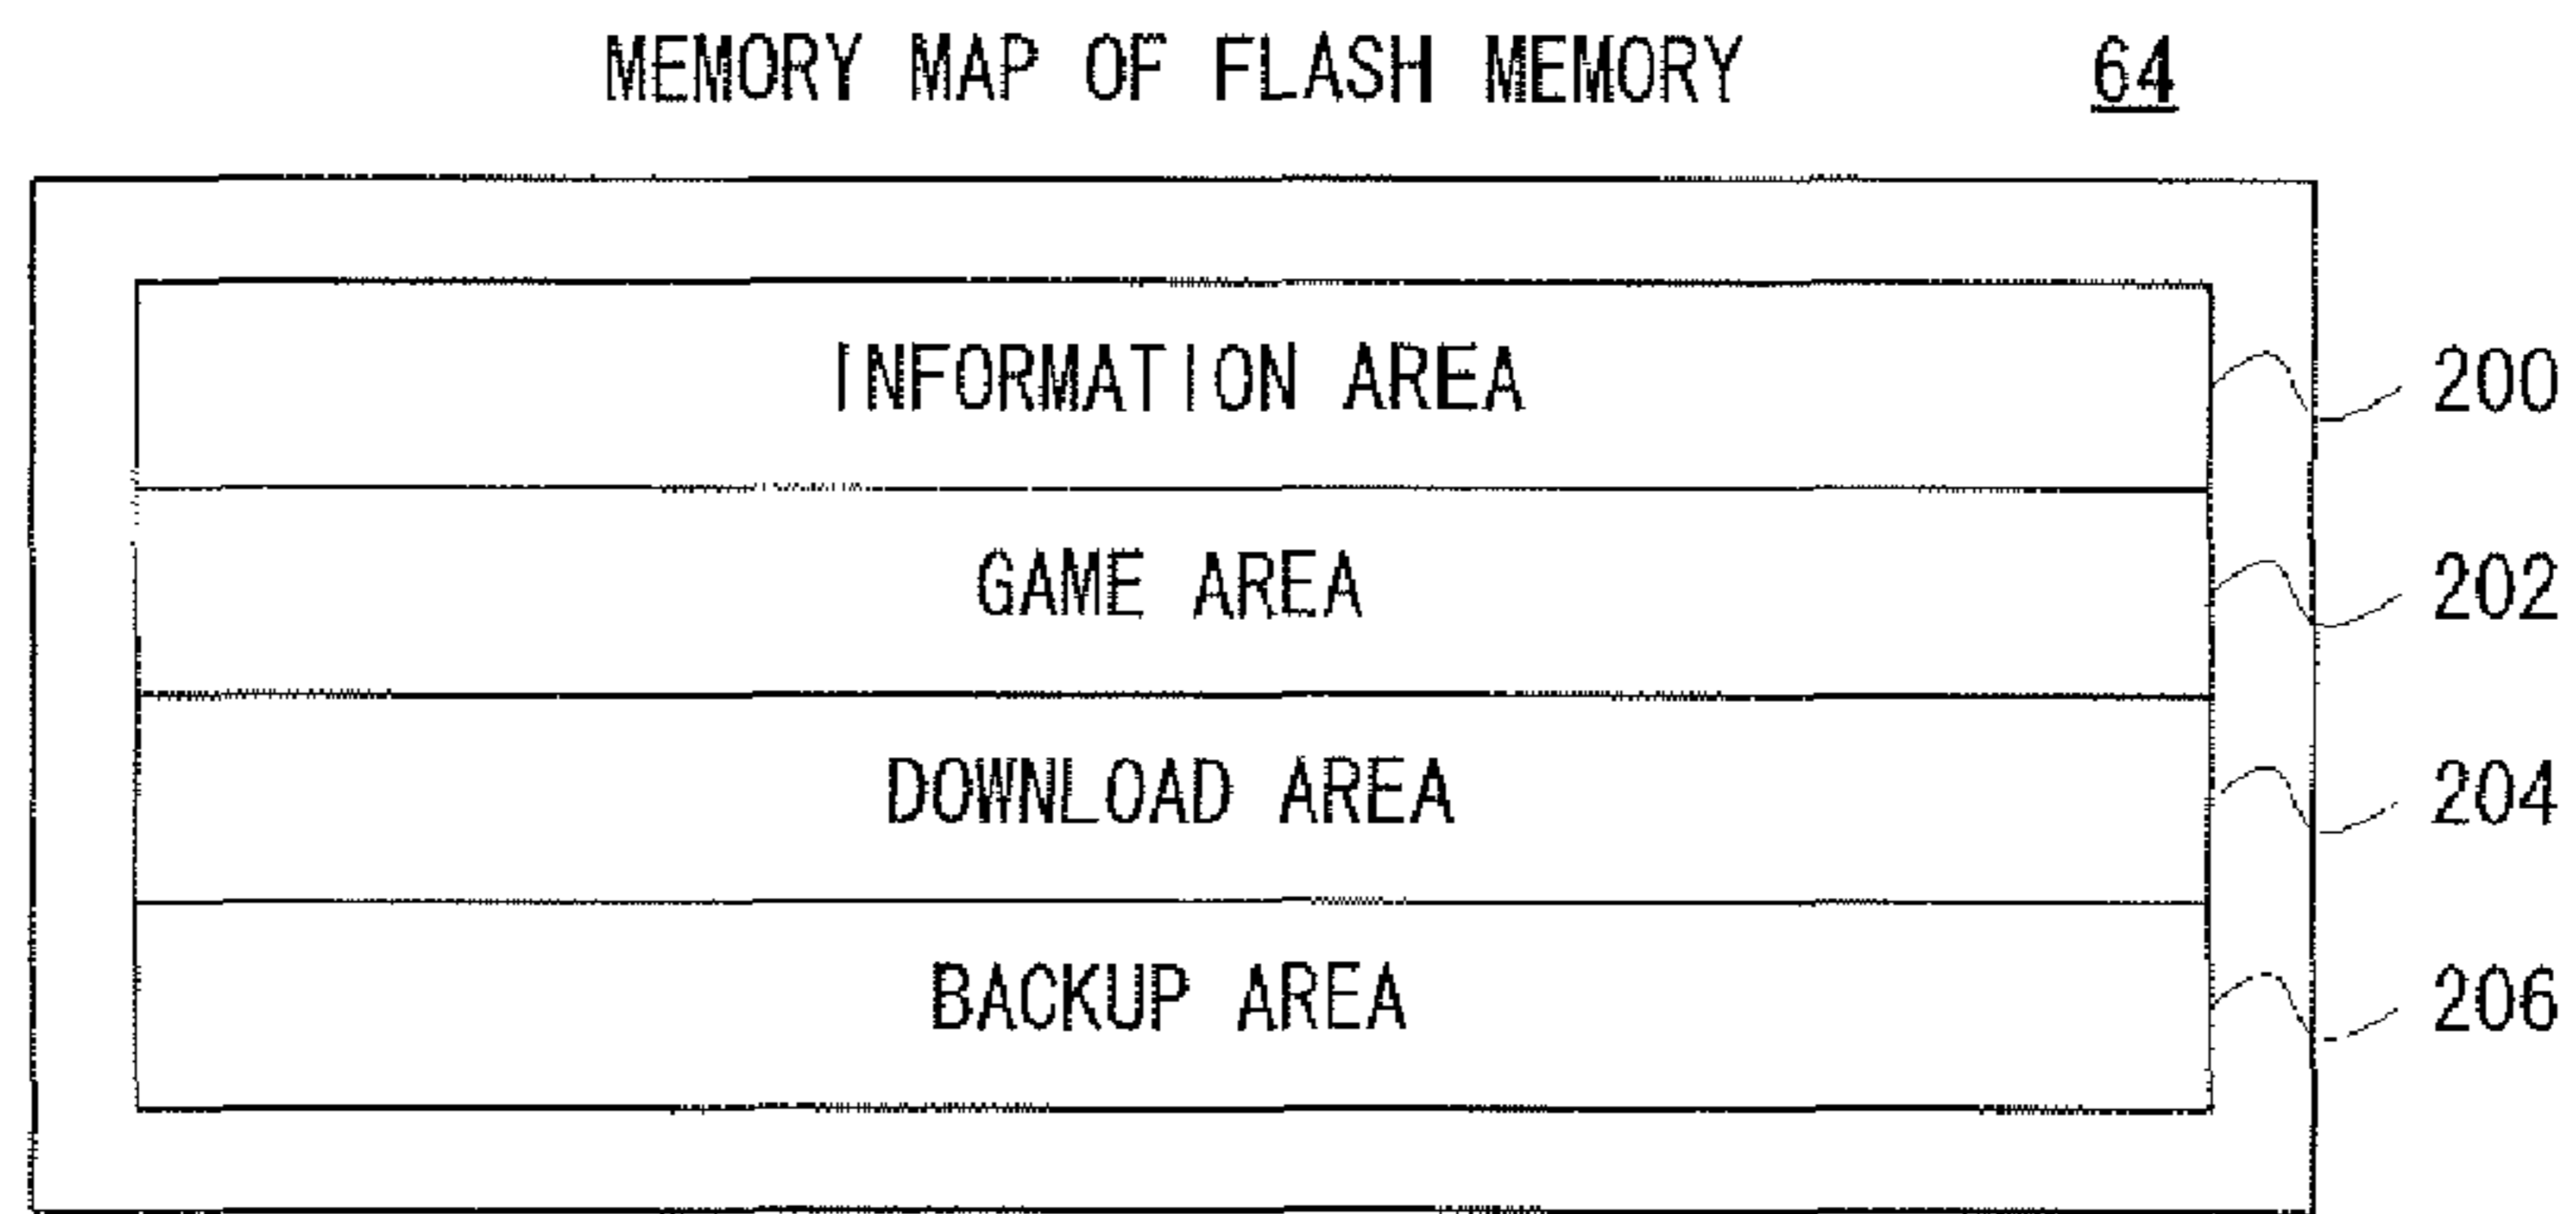 MEMORY MAP OF FLASH MEMORY 64
INFORMATION AREA 200
GAME AREA 202
DOWNLOAD AREA 204
BACKUP AREA 206